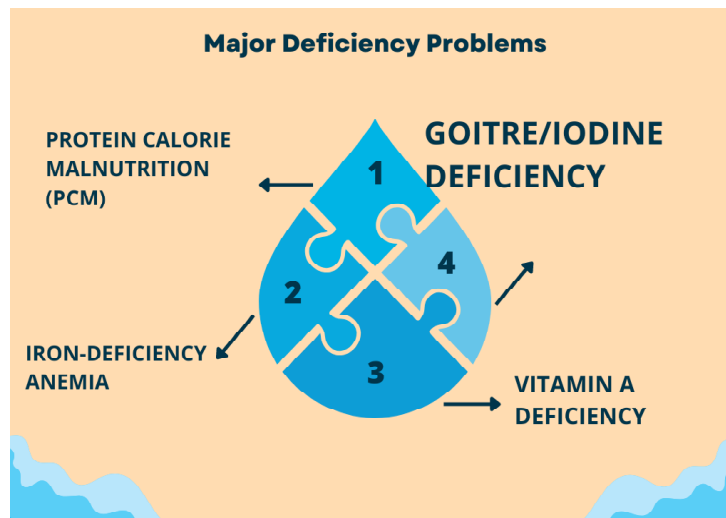 Major Deficiency Problems
PROTEIN CALORIE
MALNUTRITION
(PCM)
GOITRE/IODINE
DEFICIENCY
1
2
4
3
IRON-DEFICIENCY
ANEMIA
VITAMIN A
DEFICIENCY